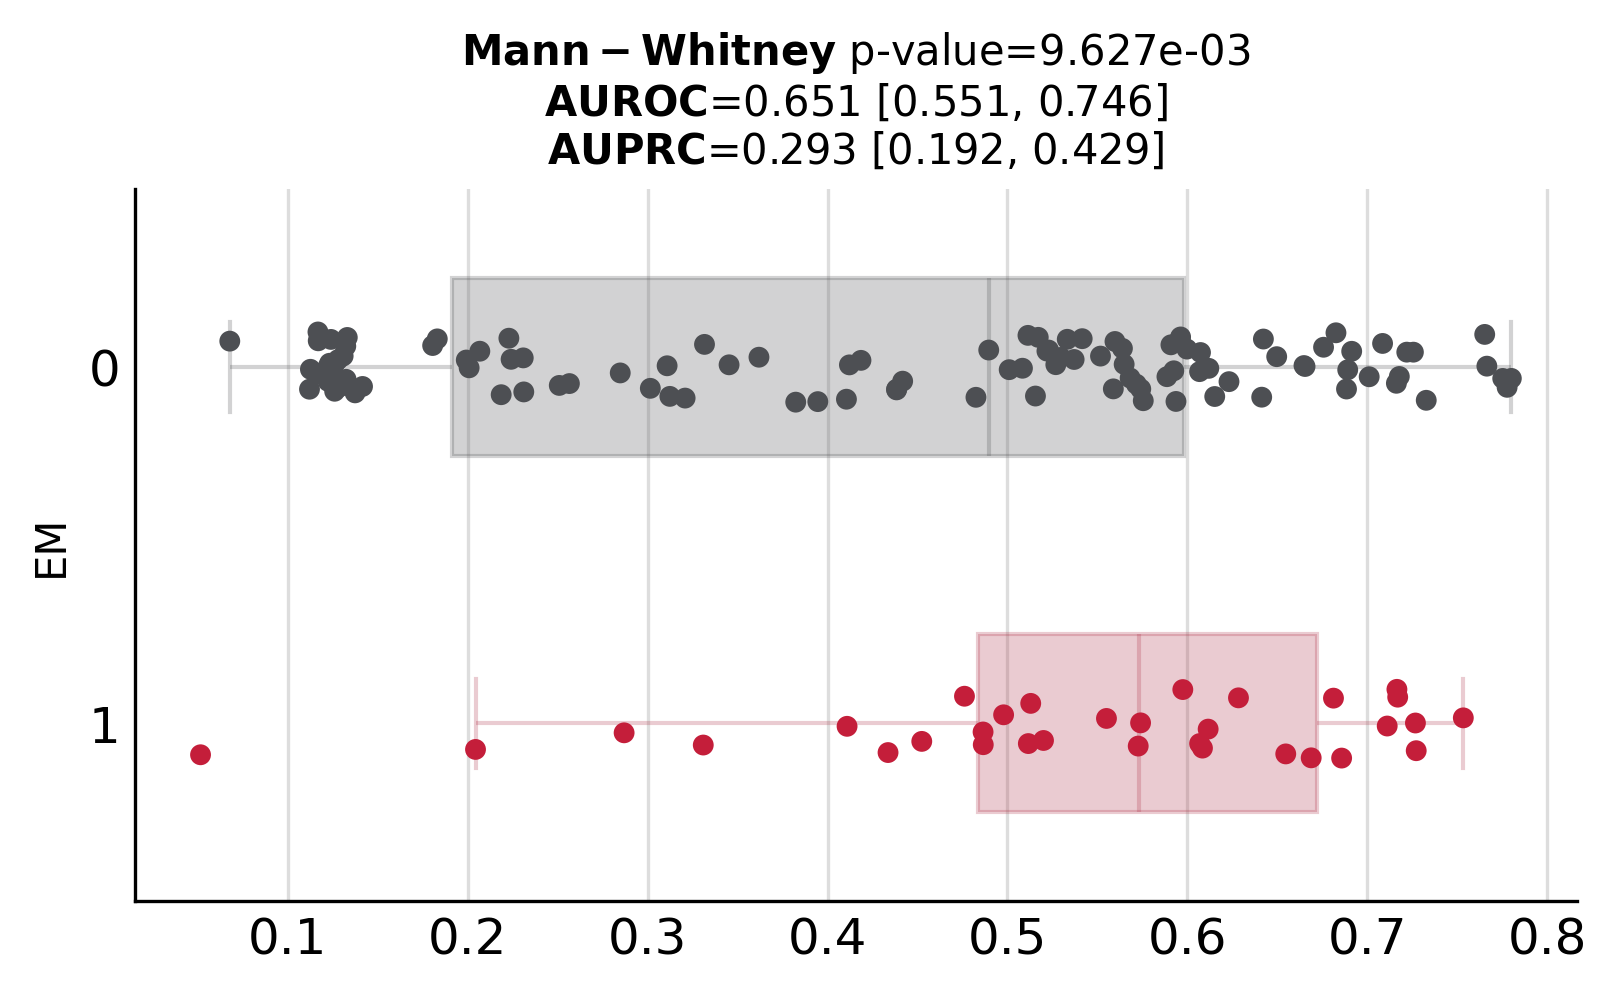 Mann − Whitney p-value=9.627e-03
AUROC=0.651 [0.551, 0.746]
AUPRC=0.293 [0.192, 0.429]
0
EM
1
0.1 0.2 0.3 0.4 0.5 0.6 0.7 0.8